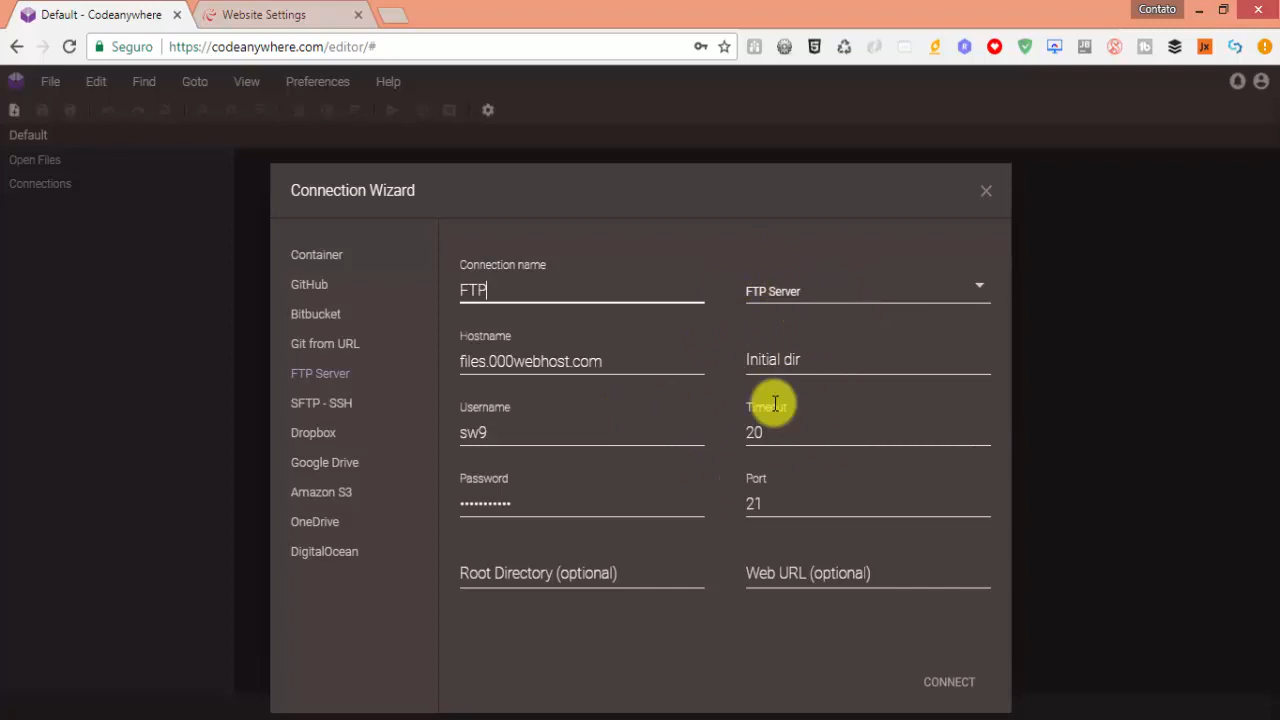 Default - Codeanywhere
Website Settings
Contato
Seguro
https://codeanywhere.com/editor/#
File Edit Find Goto View Preferences Help
Default
Open Files
Connections
Connection Wizard
Container
GitHub
Bitbucket
Git from URL
FTP Server
SFTP - SSH
Dropbox
Google Drive
Amazon S3
OneDrive
DigitalOcean
Connection name
FTP
FTP Server
Hostname
files.000webhost.com
Initial dir
Username
sw9
Timeout
20
Password
•••••••••••
Port
21
Root Directory (optional)
Web URL (optional)
CONNECT